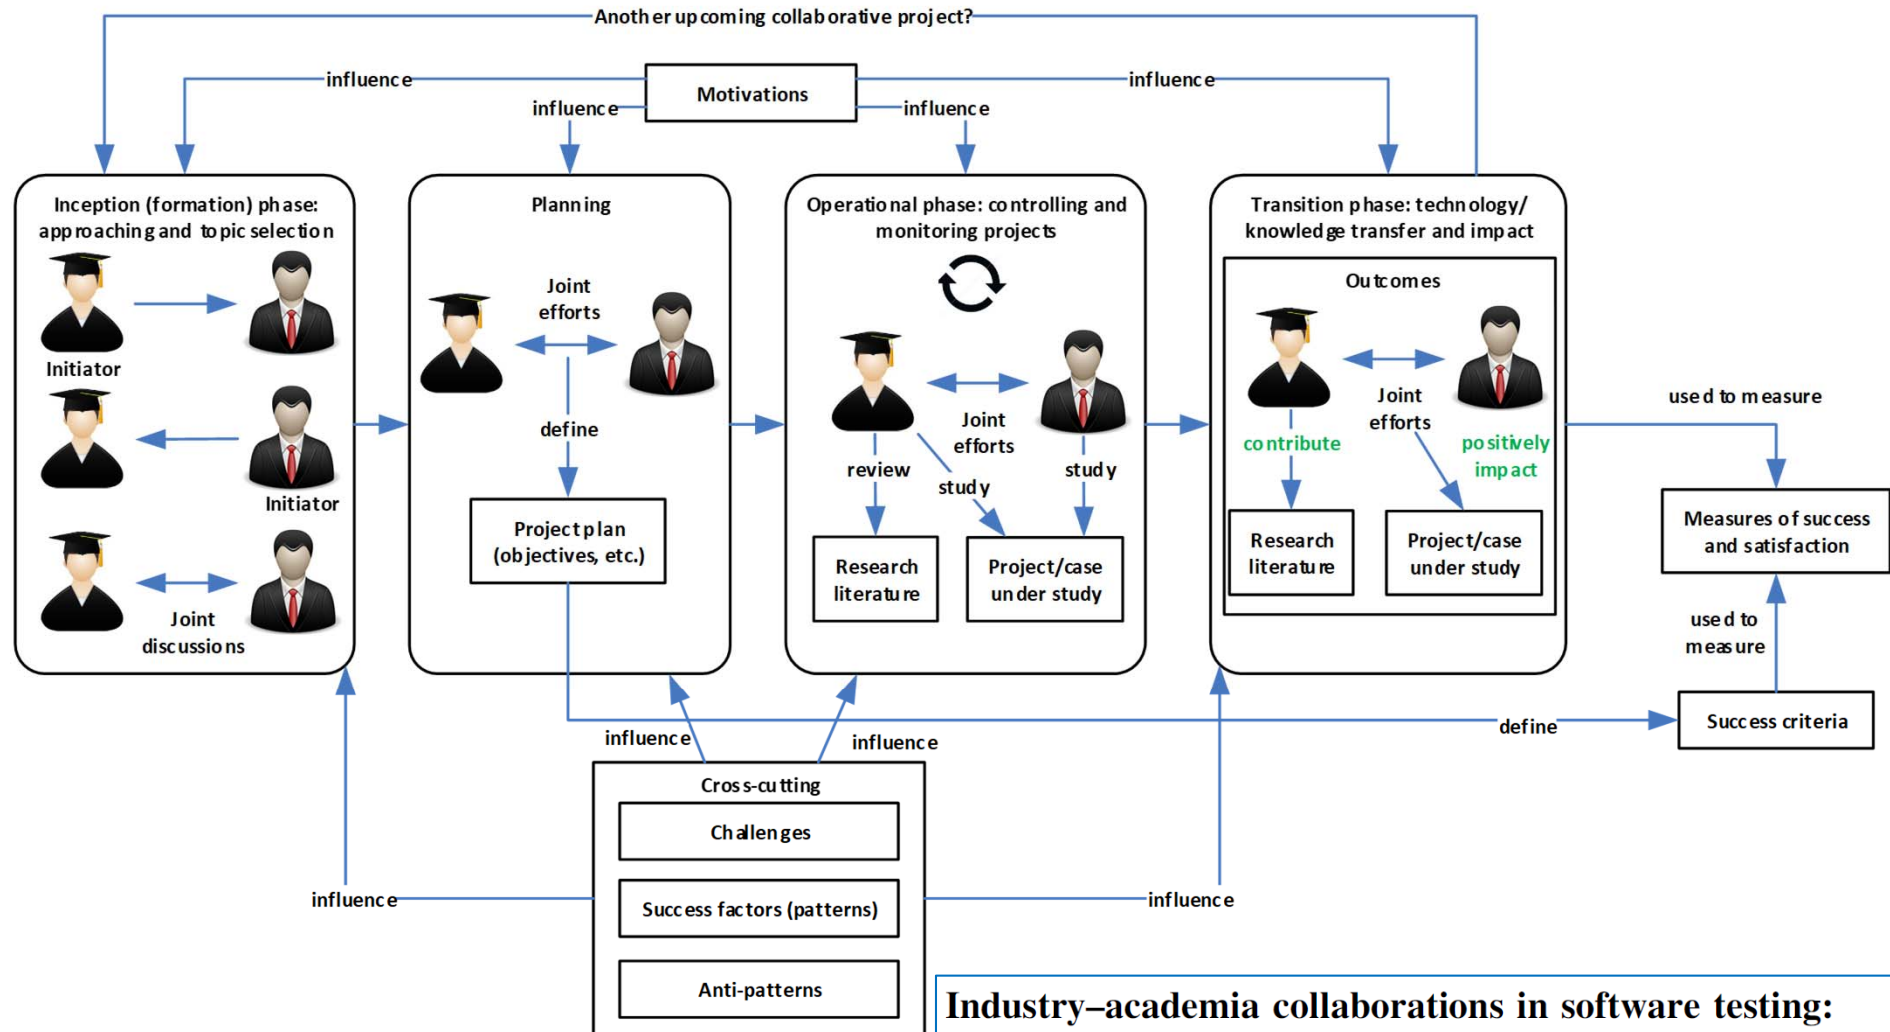 Another upcoming collaborative project?
Motivations
influence
influence
influence
influence
Inception (formation) phase:
approaching and topic selection
Initiator
Initiator
Joint
discussions
Planning
Joint
efforts
define
Project plan
(objectives, etc.)
Operational phase: controlling and
monitoring projects
Joint
efforts
review
study
study
Research
literature
Project/case
under study
Transition phase: technology/
knowledge transfer and impact
Outcomes
Joint
efforts
contribute
positively
impact
Research
literature
Project/case
under study
used to measure
Measures of success
and satisfaction
used to
measure
Success criteria
define
influence
influence
influence
influence
Cross-cutting
Challenges
Success factors (patterns)
Anti-patterns
Industry–academia collaborations in software testing: